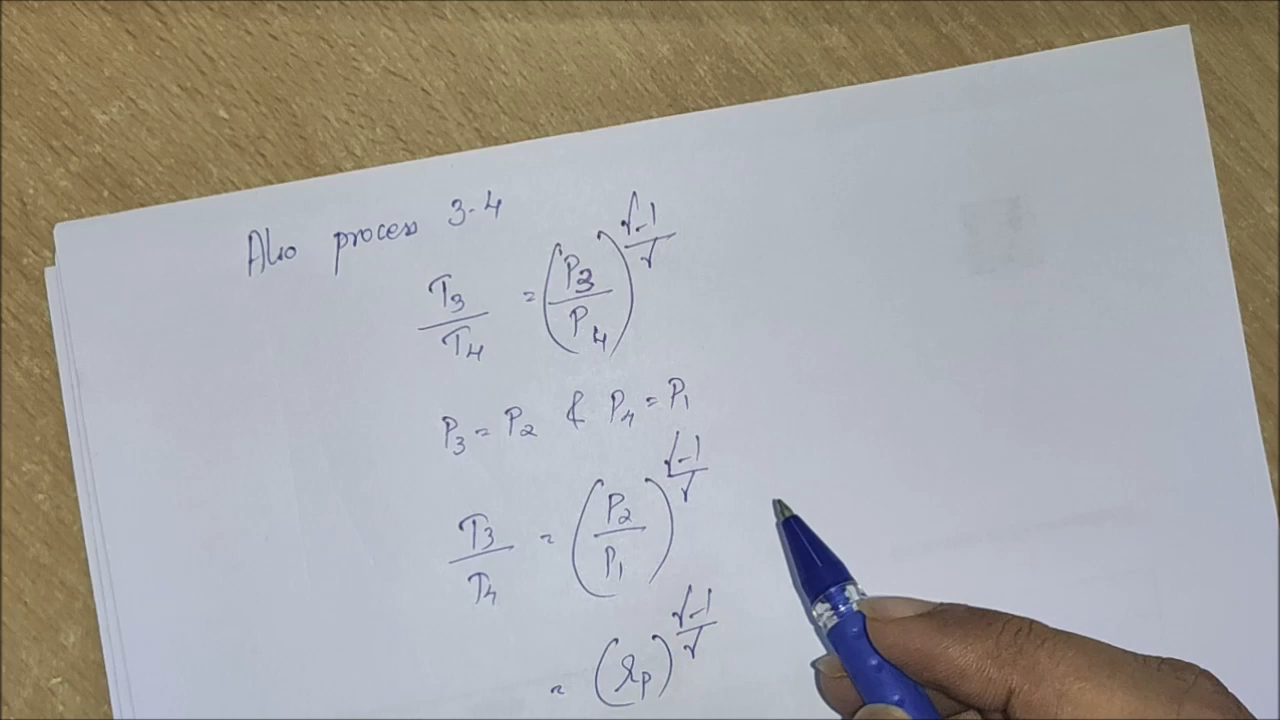 Also process 3-4
T3/T4 = (P3/P4)^(γ-1)/γ
P3 = P2 & P4 = P1
T3/T4 = (P2/P1)^(γ-1)/γ
= (rp)^(γ-1)/γ